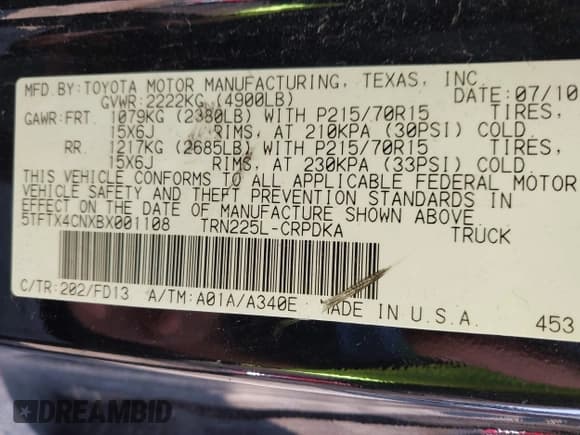 MFD.BY:TOYOTA MOTOR MANUFACTURING, TEXAS, INC.
GVWR:2222KG (4900LB) DATE:07/10
GAWR:FRT. 1079KG (2380LB) WITH P215/70R15 TIRES,
15X6J RIMS, AT 210KPA (30PSI) COLD.
RR. 1217KG (2685LB) WITH P215/70R15 TIRES,
15X6J RIMS, AT 230KPA (33PSI) COLD.
THIS VEHICLE CONFORMS TO ALL APPLICABLE FEDERAL MOTOR
VEHICLE SAFETY AND THEFT PREVENTION STANDARDS IN
EFFECT ON THE DATE OF MANUFACTURE SHOWN ABOVE.
5TFTX4CNXBX001108 TRN225L-CRPDKA TRUCK
C/TR:202/FD13 A/TM:A01A/A340E MADE IN U.S.A. 453
DREAMBID